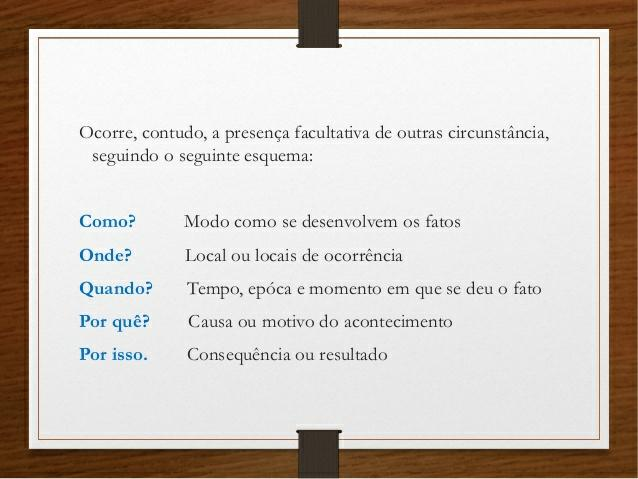 Ocorre, contudo, a presença facultativa de outras circunstância,
seguindo o seguinte esquema:
Como? Modo como se desenvolvem os fatos
Onde? Local ou locais de ocorrência
Quando? Tempo, epóca e momento em que se deu o fato
Por quê? Causa ou motivo do acontecimento
Por isso. Consequência ou resultado